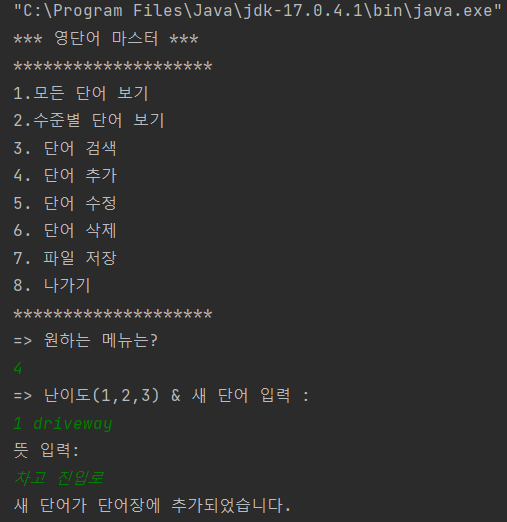 "C:\Program Files\Java\jdk-17.0.4.1\bin\java.exe"
*** 영단어 마스터 ***
********************
1.모든 단어 보기
2.수준별 단어 보기
3. 단어 검색
4. 단어 추가
5. 단어 수정
6. 단어 삭제
7. 파일 저장
8. 나가기
********************
=> 원하는 메뉴는?
4
=> 난이도(1,2,3) & 새 단어 입력 :
1 driveway
뜻 입력:
차고 진입로
새 단어가 단어장에 추가되었습니다.